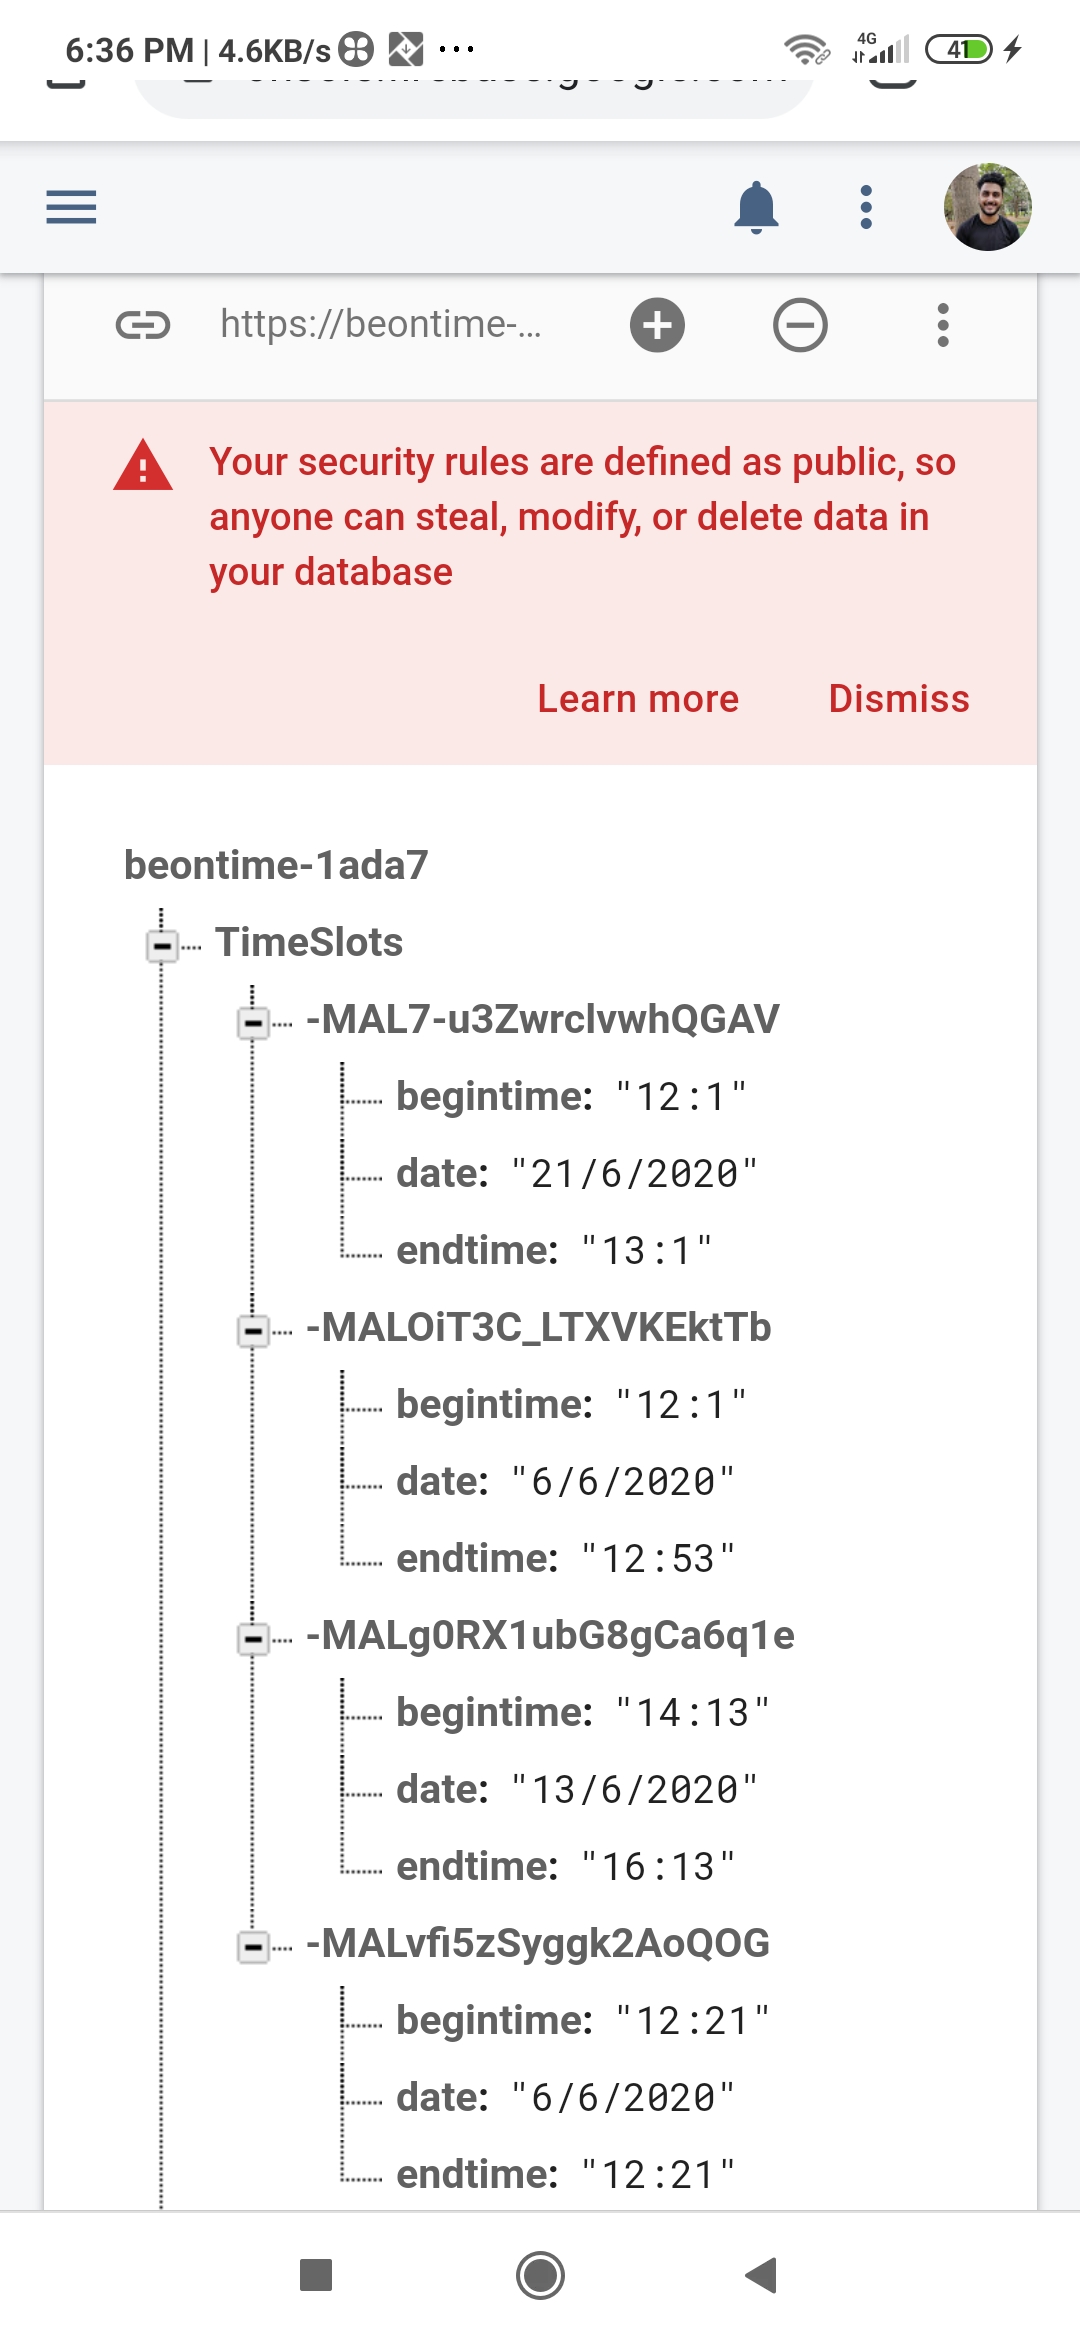 6:36 PM | 4.6KB/s ...
4G
41
https://beontime-...
Your security rules are defined as public, so
anyone can steal, modify, or delete data in
your database
Learn more Dismiss
beontime-1ada7
TimeSlots
-MAL7-u3ZwrclvwhQGAV
begintime: "12:1"
date: "21/6/2020"
endtime: "13:1"
-MALOiT3C_LTXVKEktTb
begintime: "12:1"
date: "6/6/2020"
endtime: "12:53"
-MALg0RX1ubG8gCa6q1e
begintime: "14:13"
date: "13/6/2020"
endtime: "16:13"
-MALvfi5zSyggk2AoQOG
begintime: "12:21"
date: "6/6/2020"
endtime: "12:21"